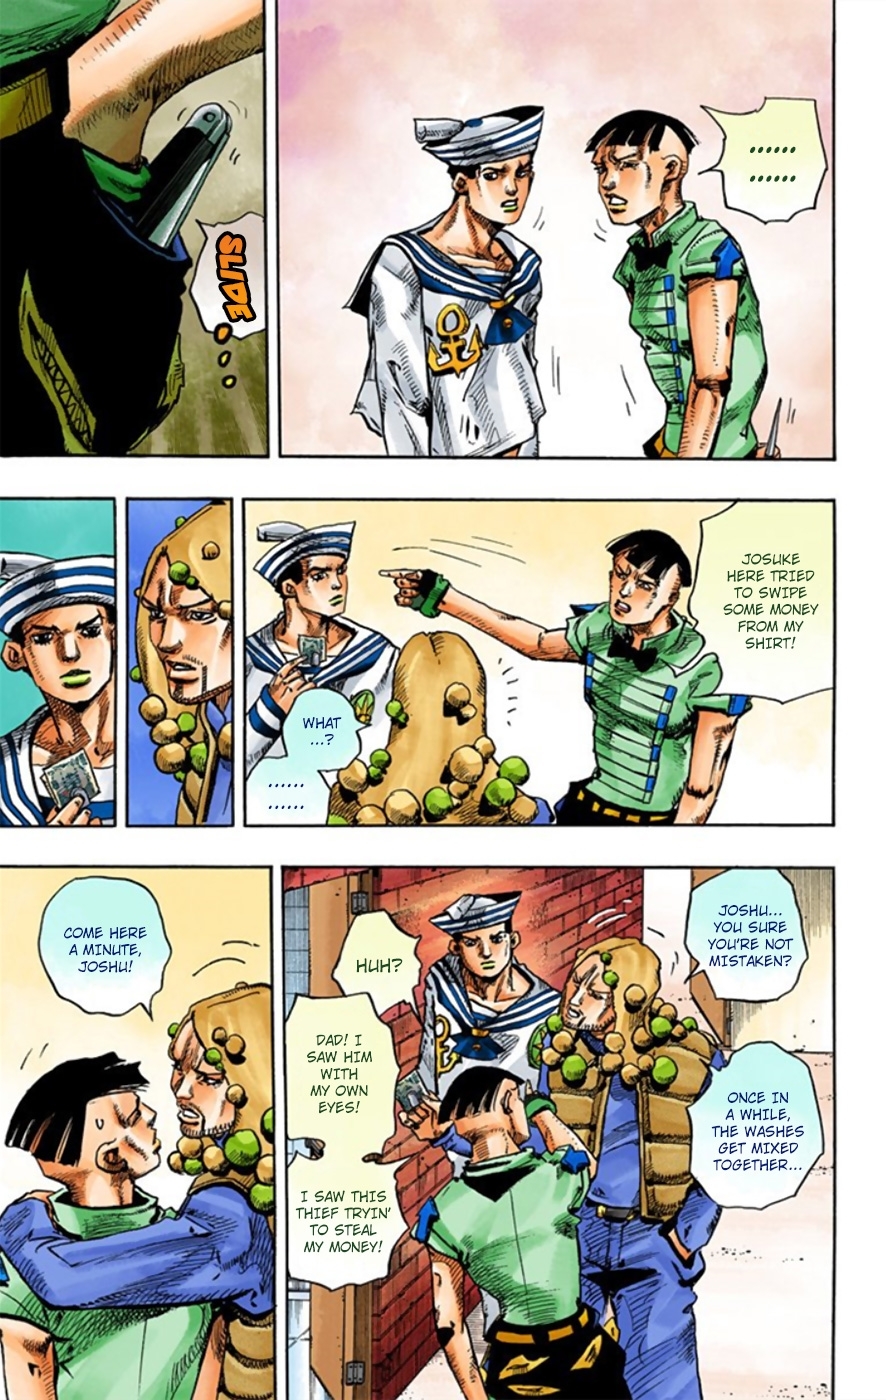 ......
......
SLIDE
...
JOSUKE
HERE TRIED
TO SWIPE
SOME MONEY
FROM MY
SHIRT!
WHAT
...?
......
......
JOSHU...
YOU SURE
YOU'RE NOT
MISTAKEN?
HUH?
DAD! I
SAW HIM
WITH
MY OWN
EYES!
ONCE IN
A WHILE,
THE WASHES
GET MIXED
TOGETHER...
I SAW THIS
THIEF TRYIN'
TO STEAL
MY MONEY!
COME HERE
A MINUTE,
JOSHU!